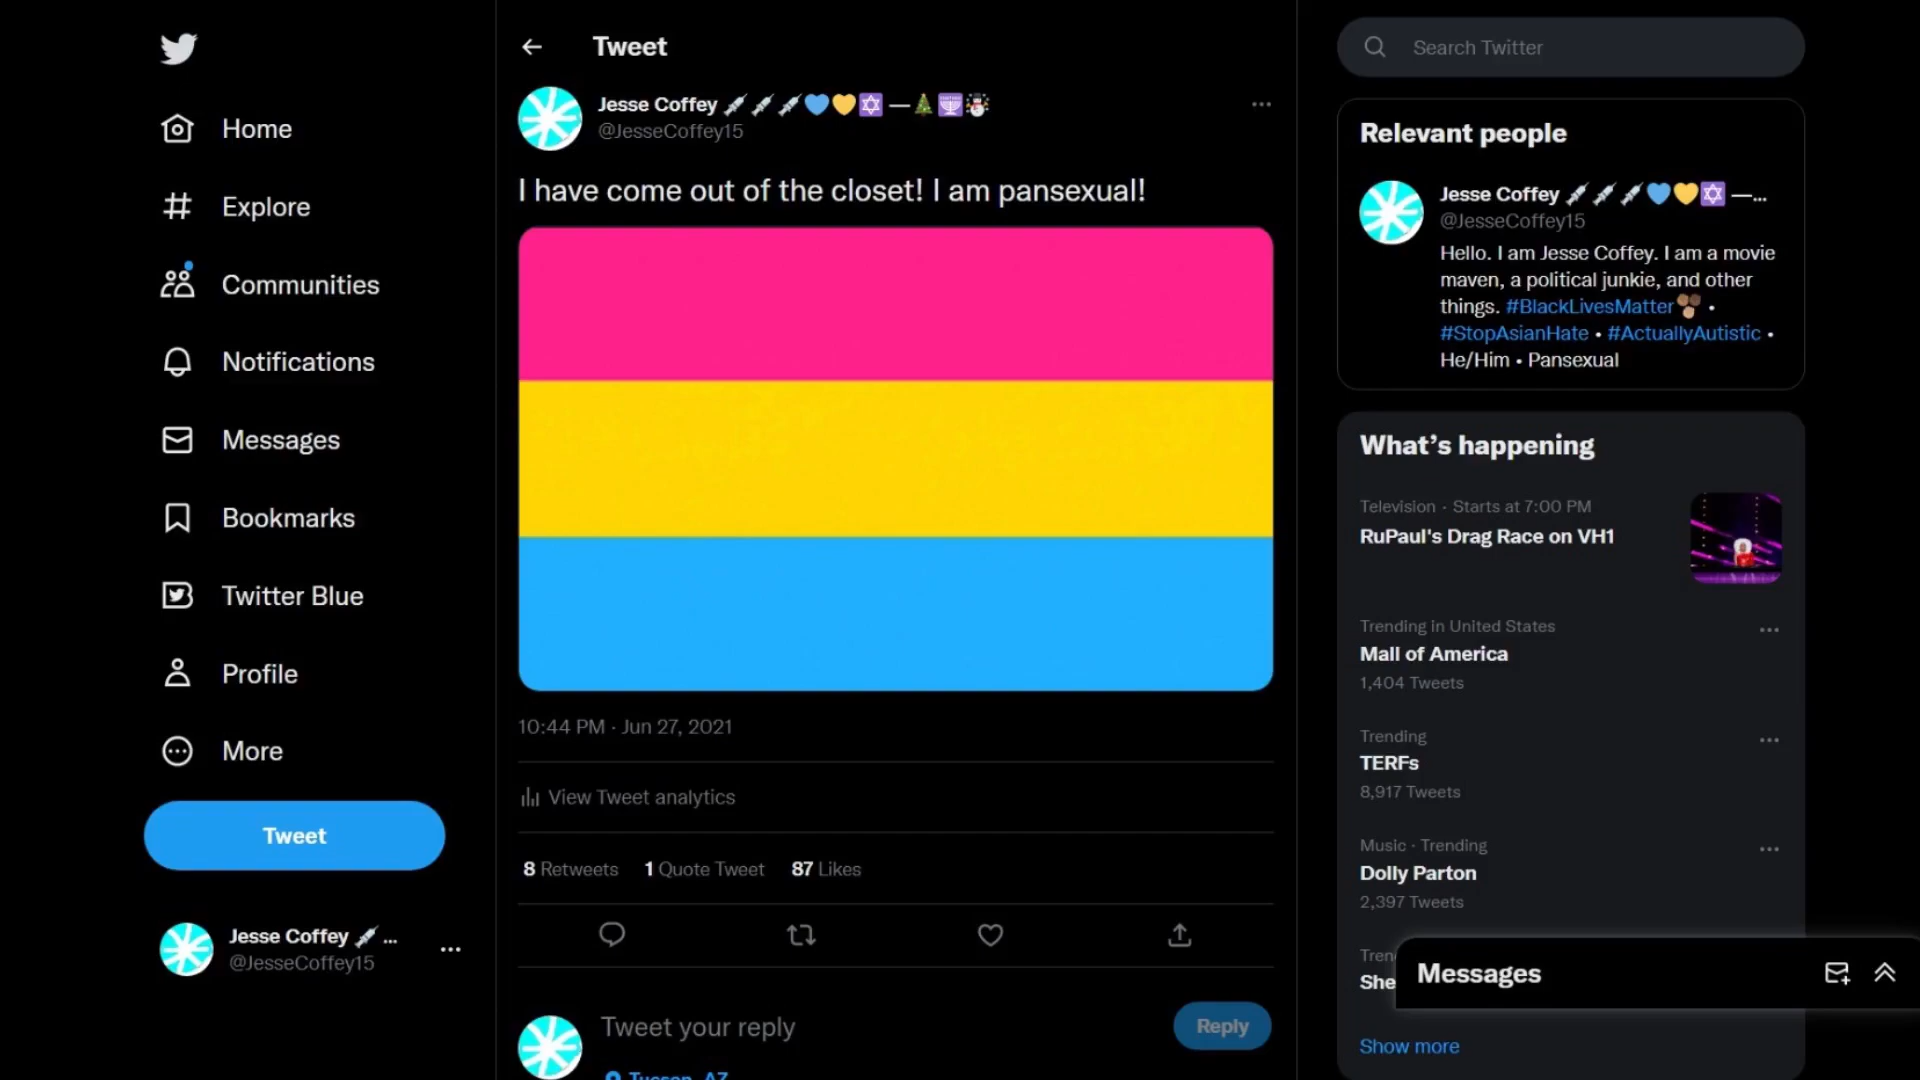 Home
Explore
Communities
Notifications
Messages
Bookmarks
Twitter Blue
Profile
More
Tweet
Jesse Coffey 💉 ...
@JesseCoffey15
Tweet
Jesse Coffey 💉💉💉💙💛🔯 —🎄🕎☃️
@JesseCoffey15
I have come out of the closet! I am pansexual!
10:44 PM · Jun 27, 2021
View Tweet analytics
8 Retweets 1 Quote Tweet 87 Likes
Tweet your reply
Reply
Tucson, AZ
Search Twitter
Relevant people
Jesse Coffey 💉💉💉💙💛🔯 —...
@JesseCoffey15
Hello. I am Jesse Coffey. I am a movie
maven, a political junkie, and other
things. #BlackLivesMatter •
#StopAsianHate • #ActuallyAutistic •
He/Him • Pansexual
What's happening
Television · Starts at 7:00 PM
RuPaul's Drag Race on VH1
Trending in United States
Mall of America
1,404 Tweets
Trending
TERFs
8,917 Tweets
Music · Trending
Dolly Parton
2,397 Tweets
Tren
She
Messages
Show more